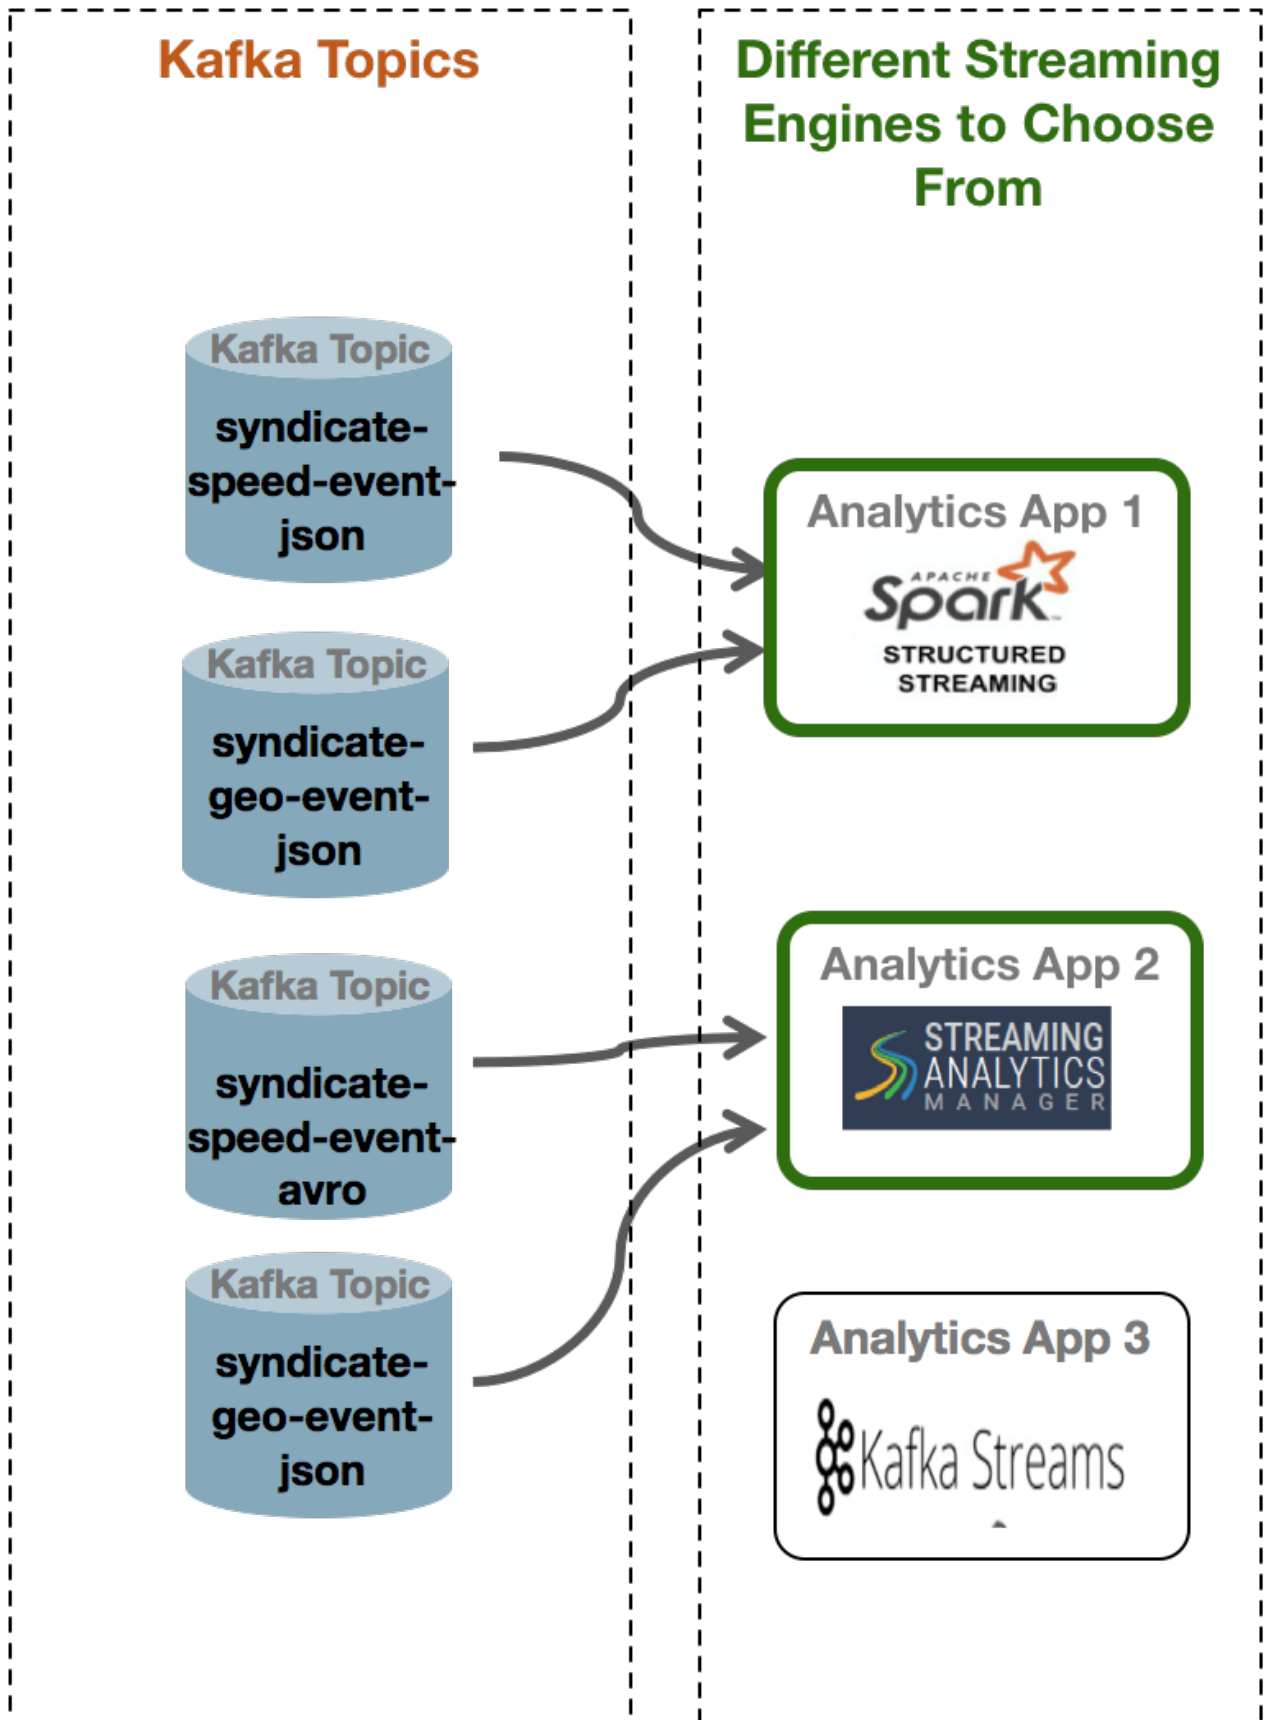 Kafka Topics
Different Streaming
Engines to Choose
From
Kafka Topic
syndicate-
speed-event-
json
Kafka Topic
syndicate-
geo-event-
json
Kafka Topic
syndicate-
speed-event-
avro
Kafka Topic
syndicate-
geo-event-
json
Analytics App 1
APACHE
Spark
STRUCTURED
STREAMING
Analytics App 2
STREAMING
ANALYTICS
MANAGER
Analytics App 3
Kafka Streams